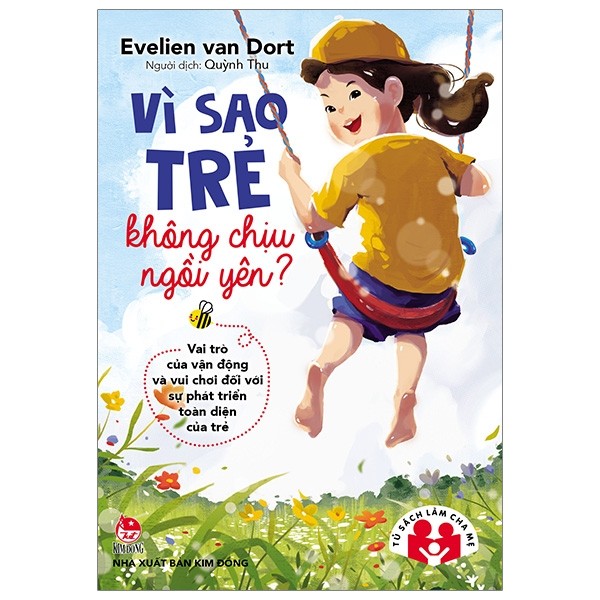 Evelien van Dort
Người dịch: Quỳnh Thu
VÌ SAO
TRẺ
không chịu
ngồi yên?
Vai trò
của vận động
và vui chơi đối với
sự phát triển
toàn diện
của trẻ
KIM ĐỒNG
NHÀ XUẤT BẢN KIM ĐỒNG
TỦ SÁCH LÀM CHA MẸ